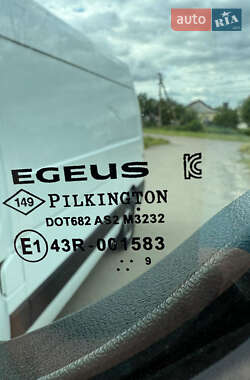 auto RIA
EGEUS
149 PILKINGTON
DOT682 AS2 M3232
E1 43R-001583
9